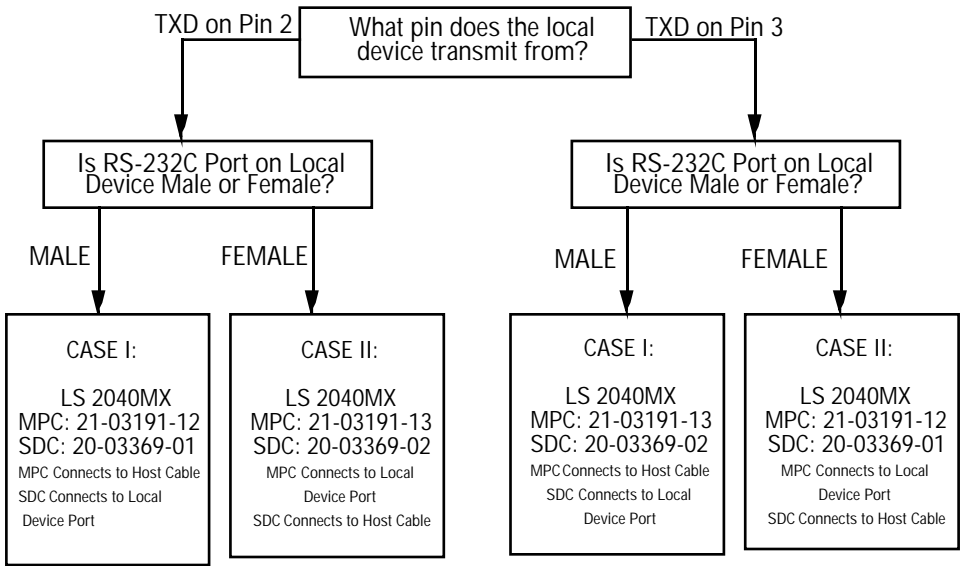 TXD on Pin 2
What pin does the local
device transmit from?
TXD on Pin 3
Is RS-232C Port on Local
Device Male or Female?
Is RS-232C Port on Local
Device Male or Female?
MALE
FEMALE
MALE
FEMALE
CASE I:
LS 2040MX
MPC: 21-03191-12
SDC: 20-03369-01
MPC Connects to Host Cable
SDC Connects to Local
Device Port
CASE II:
LS 2040MX
MPC: 21-03191-13
SDC: 20-03369-02
MPC Connects to Local
Device Port
SDC Connects to Host Cable
CASE I:
LS 2040MX
MPC: 21-03191-13
SDC: 20-03369-02
MPC Connects to Host Cable
SDC Connects to Local
Device Port
CASE II:
LS 2040MX
MPC: 21-03191-12
SDC: 20-03369-01
MPC Connects to Local
Device Port
SDC Connects to Host Cable